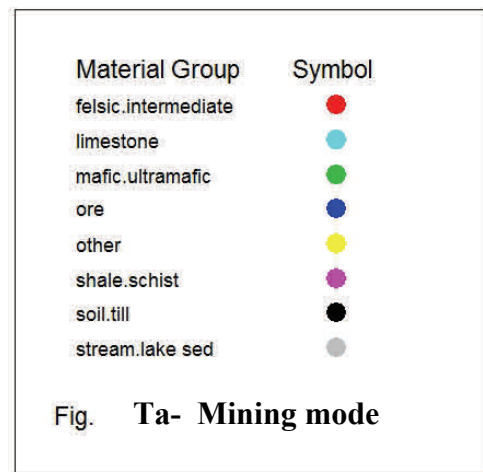 Material Group Symbol
felsic.intermediate
limestone
mafic.ultramafic
ore
other
shale.schist
soil.till
stream.lake sed
Fig. Ta- Mining mode